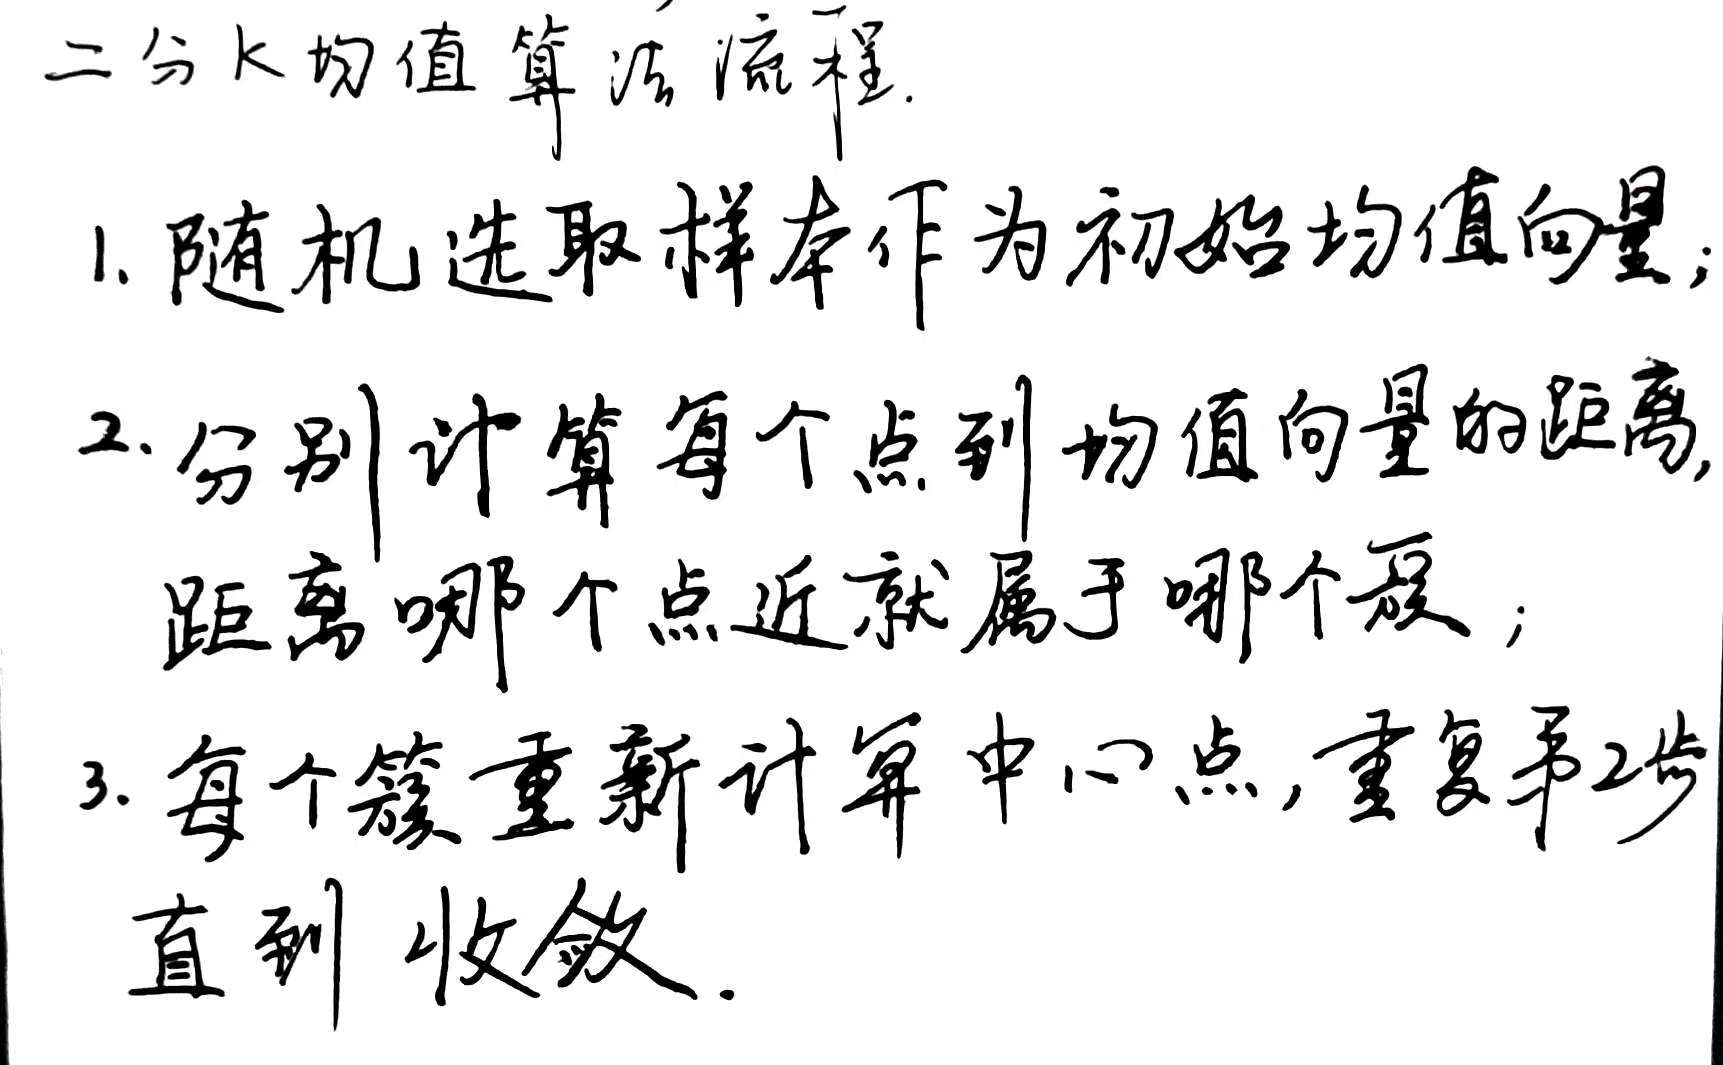 二分K均值算法流程.
1. 随机选取样本作为初始均值向量;
2. 分别计算每个点到均值向量的距离,
距离哪个点近就属于哪个簇;
3. 每个簇重新计算中心点,重复第2步
直到收敛.